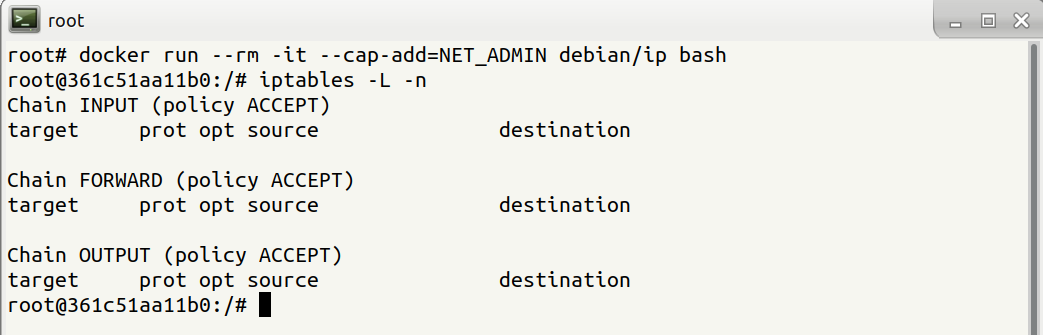 root
root# docker run --rm -it --cap-add=NET_ADMIN debian/ip bash
root@361c51aa11b0:/# iptables -L -n
Chain INPUT (policy ACCEPT)
target     prot opt source               destination

Chain FORWARD (policy ACCEPT)
target     prot opt source               destination

Chain OUTPUT (policy ACCEPT)
target     prot opt source               destination
root@361c51aa11b0:/#